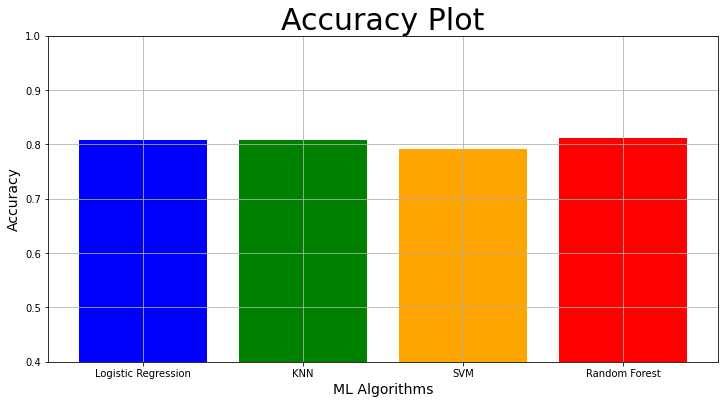 Accuracy Plot
1.0
0.9
0.8
0.7
0.6
0.5
0.4
Accuracy
Logistic Regression
KNN
SVM
Random Forest
ML Algorithms